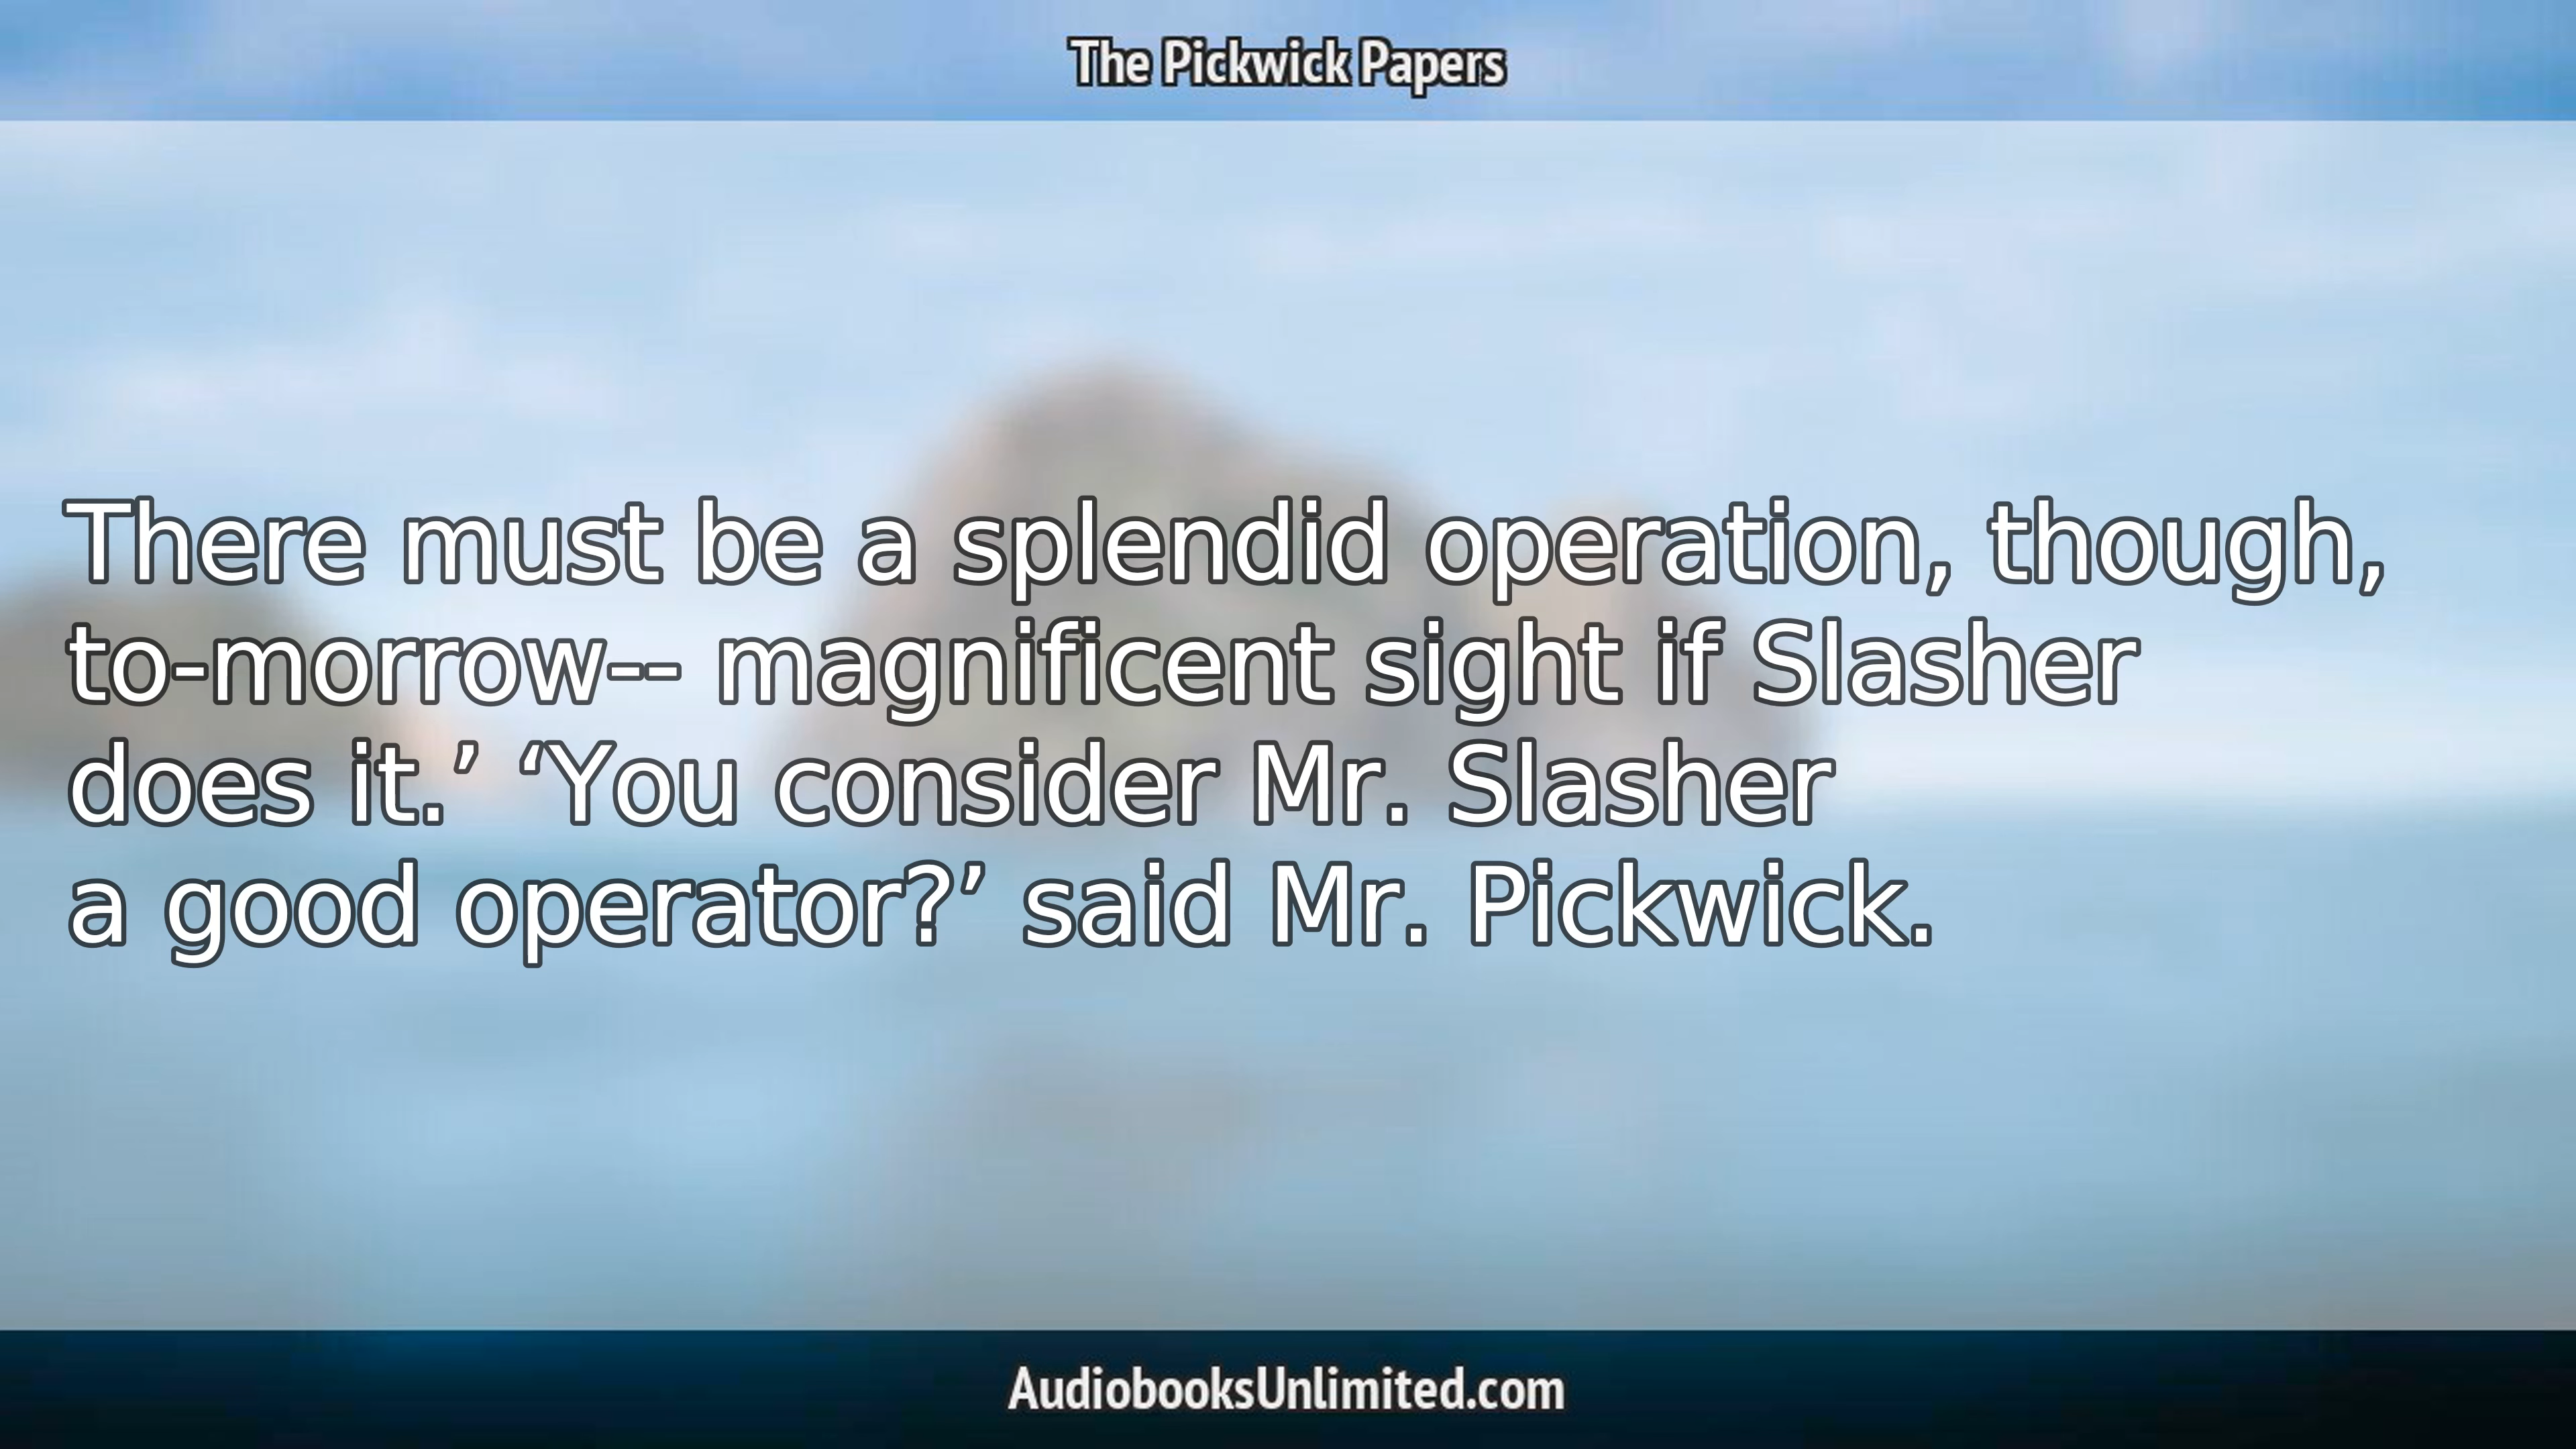 The Pickwick Papers
There must be a splendid operation, though,
to-morrow-- magnificent sight if Slasher
does it.’ ‘You consider Mr. Slasher
a good operator?’ said Mr. Pickwick.
AudiobooksUnlimited.com